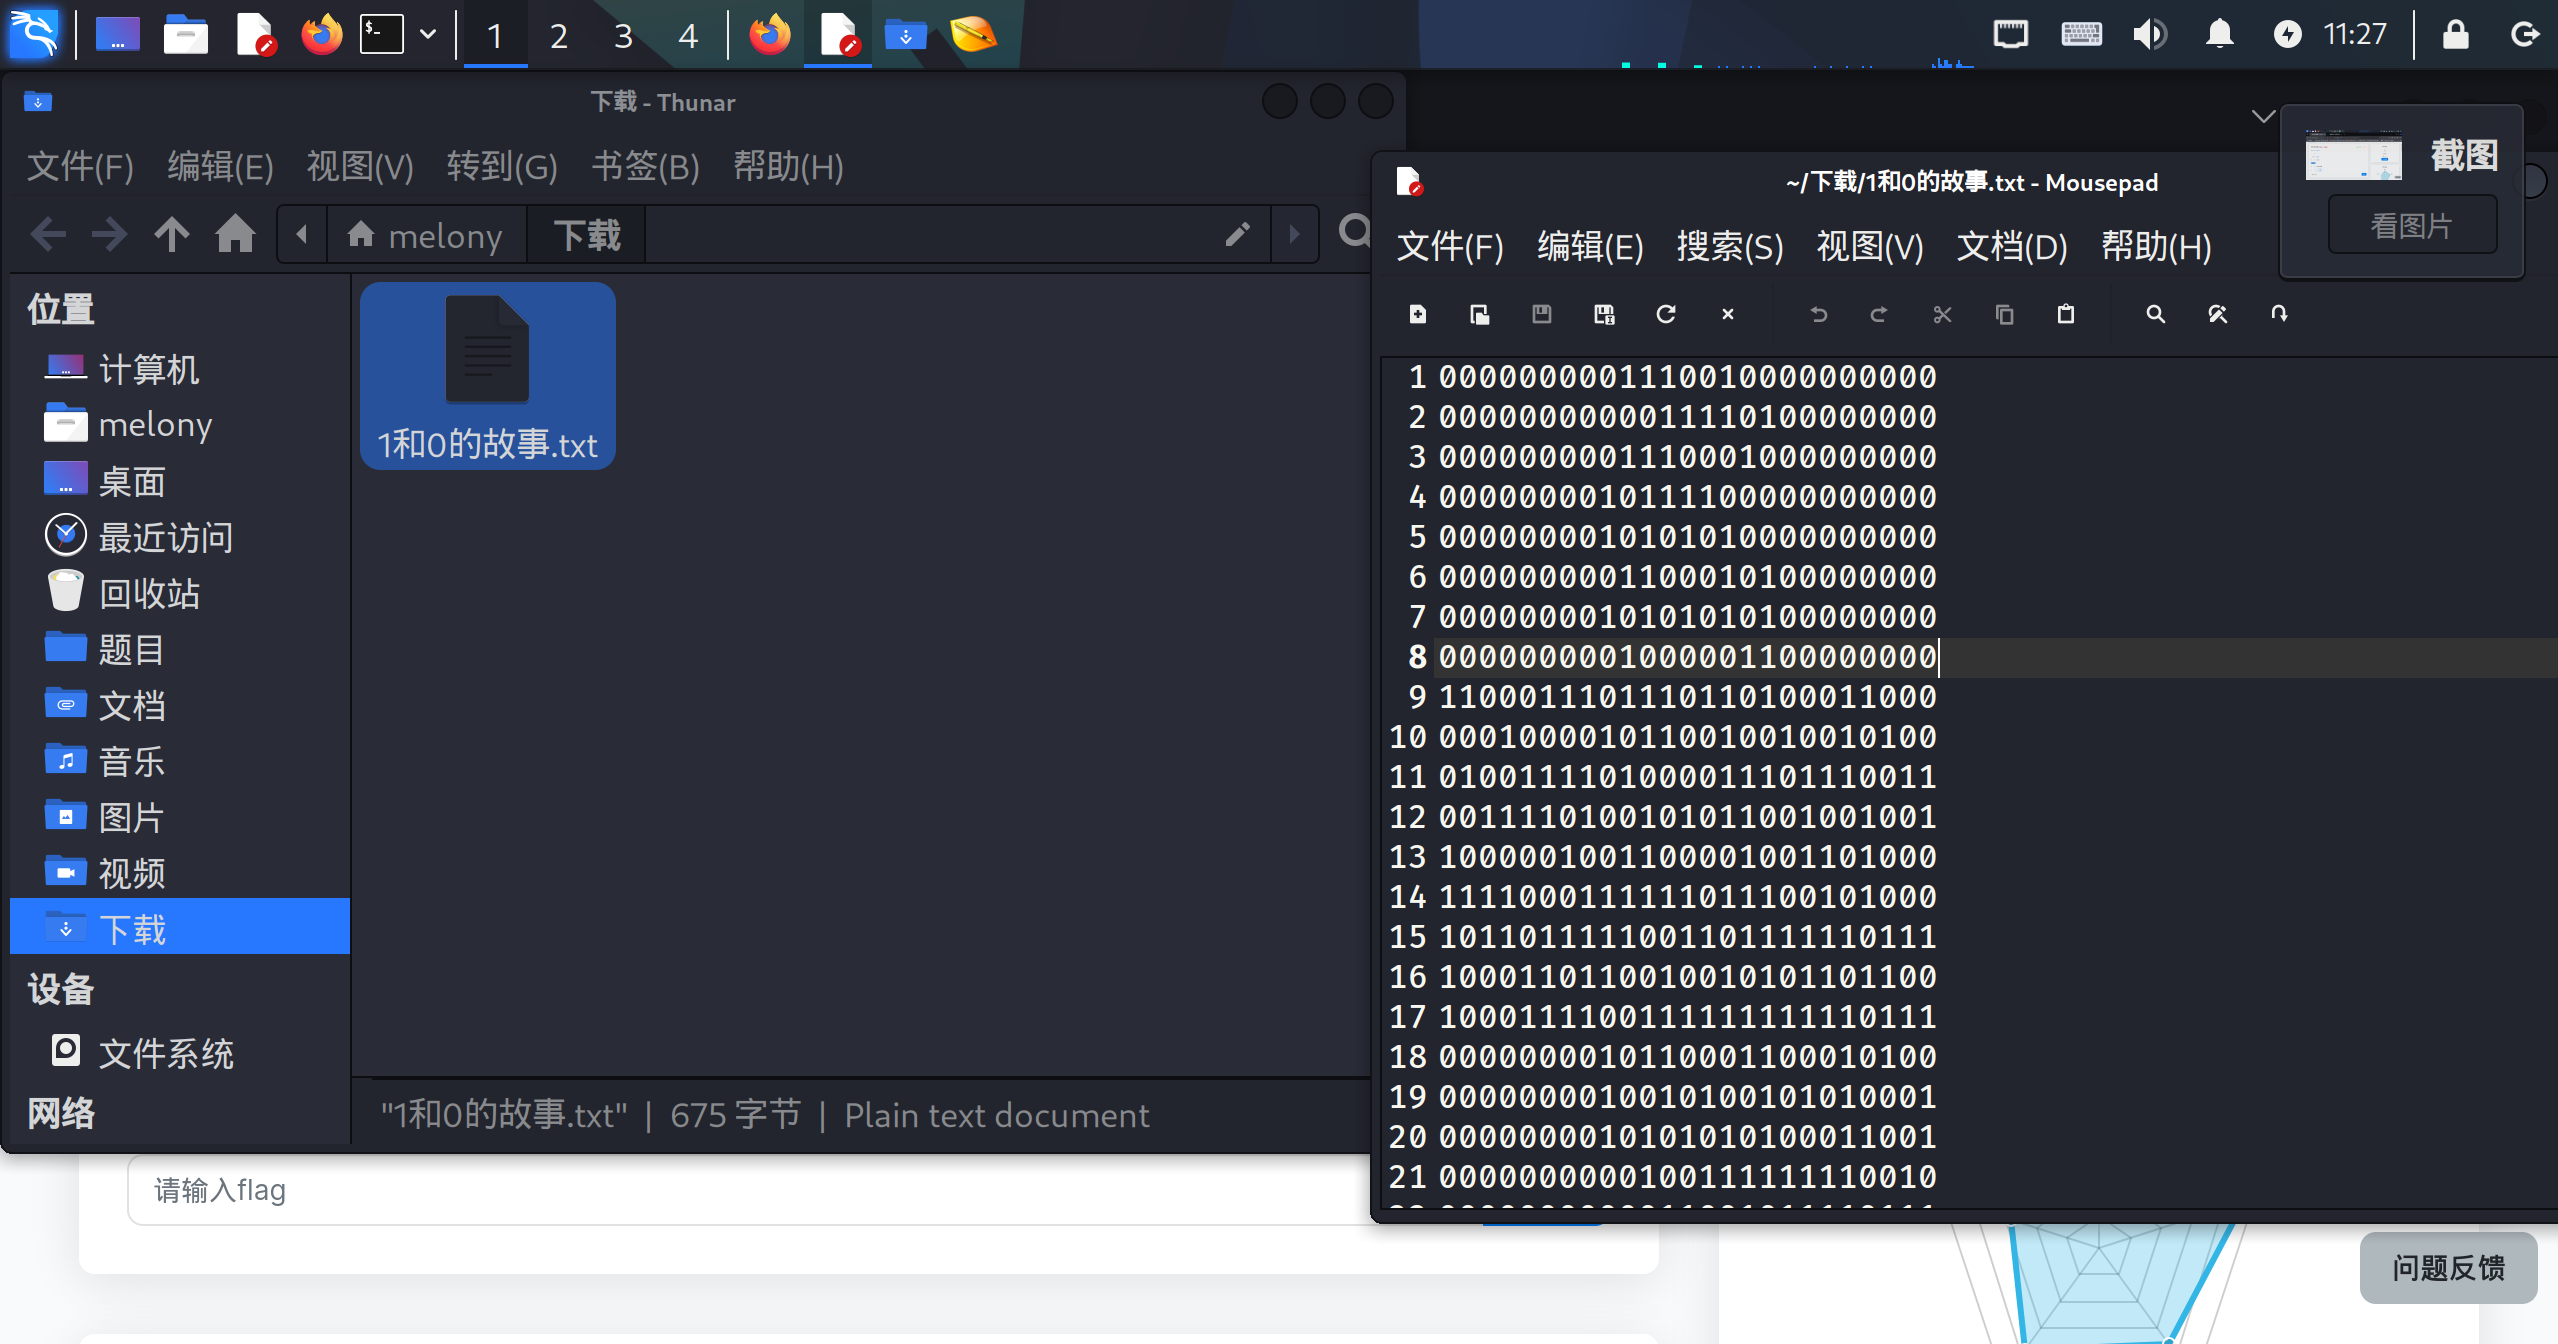 1 2 3 4
11:27
下载 - Thunar
文件(F) 编辑(E) 视图(V) 转到(G) 书签(B) 帮助(H)
melony 下载
位置
计算机
melony
桌面
最近访问
回收站
题目
文档
音乐
图片
视频
下载
设备
文件系统
网络
1和0的故事.txt
"1和0的故事.txt" | 675 字节 | Plain text document
截图
看图片
~/下载/1和0的故事.txt - Mousepad
文件(F) 编辑(E) 搜索(S) 视图(V) 文档(D) 帮助(H)
1 0000000001110010000000000
2 0000000000011110100000000
3 0000000001110001000000000
4 0000000010111100000000000
5 0000000010101010000000000
6 0000000001100010100000000
7 0000000010101010100000000
8 0000000001000001100000000
9 1100011101110110100011000
10 0001000010110010010010100
11 0100111101000011101110011
12 0011110100101011001001001
13 1000001001100001001101000
14 1111000111111011100101000
15 1011011111001101111110111
16 1000110110010010101101100
17 1000111100111111111110111
18 0000000010110001100010100
19 0000000010010100101010001
20 0000000010101010100011001
21 0000000000100111111110010
请输入flag
问题反馈